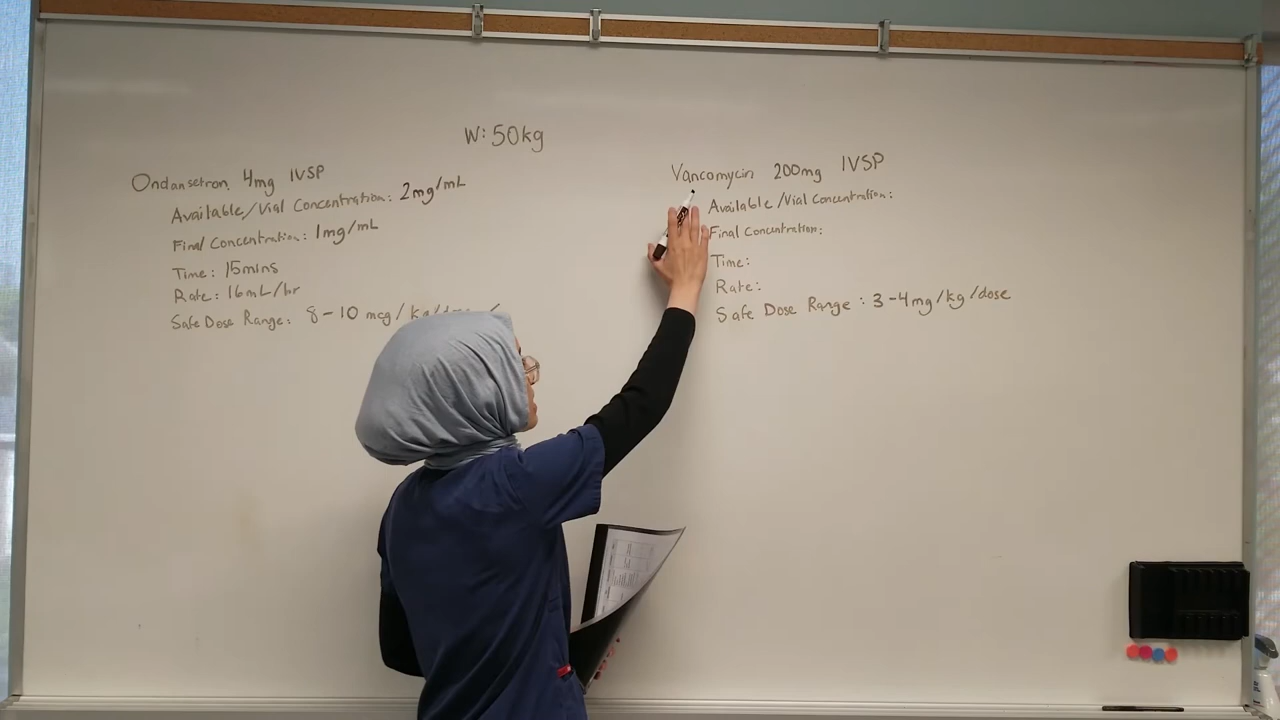 W: 50kg
Ondansetron 4mg IVSP
Available/Vial Concentration: 2mg/mL
Final Concentration: 1mg/mL
Time: 15mins
Rate: 16mL/hr
Safe Dose Range: 8-10 mcg/kg/
Vancomycin 200mg IVSP
Available/Vial Concentration:
Final Concentration:
Time:
Rate:
Safe Dose Range: 3-4mg/kg/dose